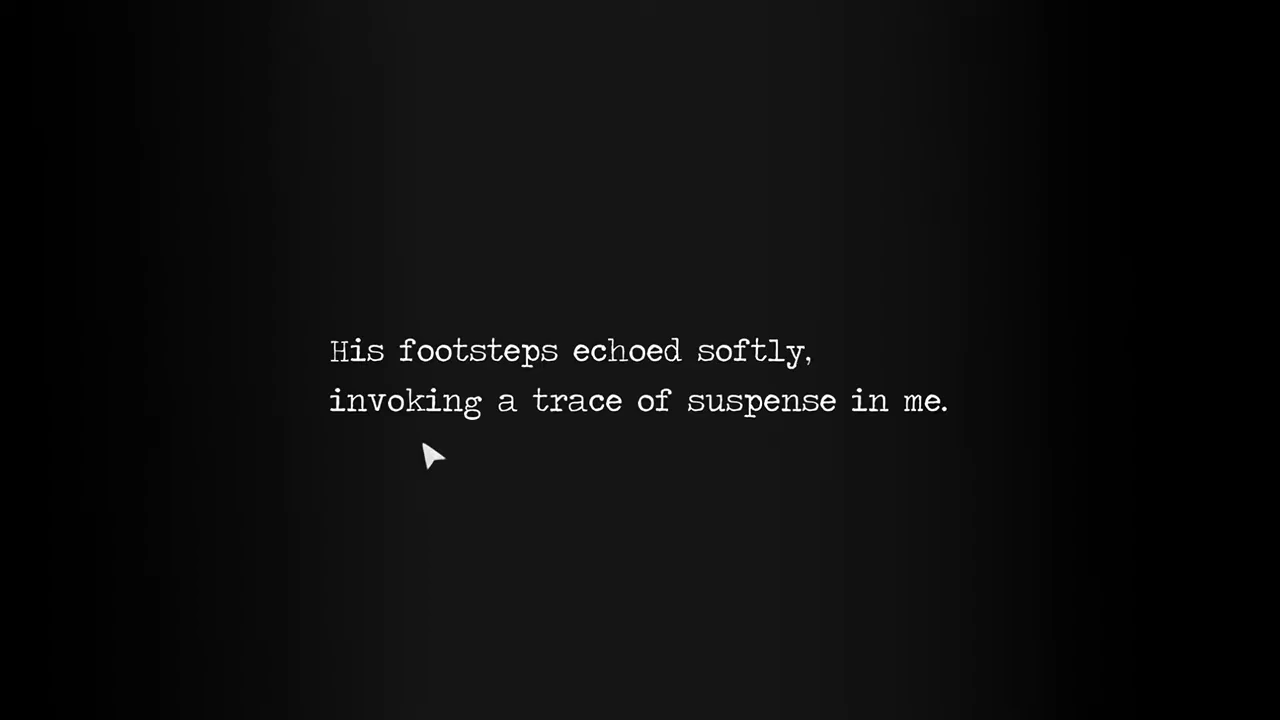 His footsteps echoed softly,
invoking a trace of suspense in me.